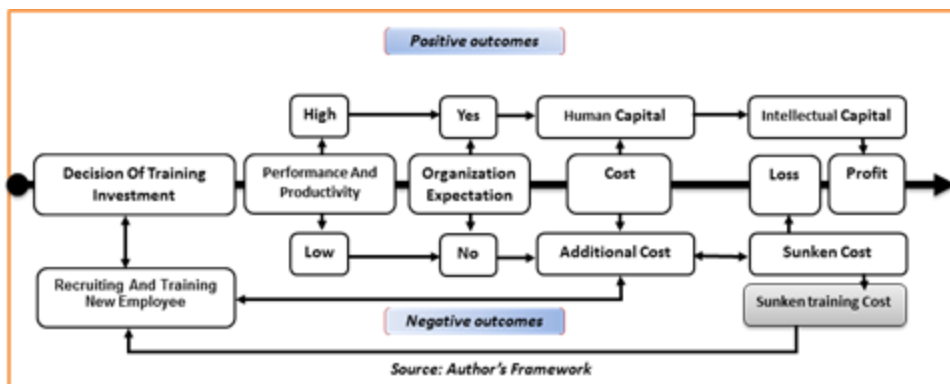 Positive outcomes
High
Yes
Human Capital
Intellectual Capital
Decision Of Training
Investment
Performance And
Productivity
Organization
Expectation
Cost
Loss
Profit
Low
No
Additional Cost
Sunken Cost
Recruiting And Training
New Employee
Sunken training Cost
Negative outcomes
Source: Author's Framework